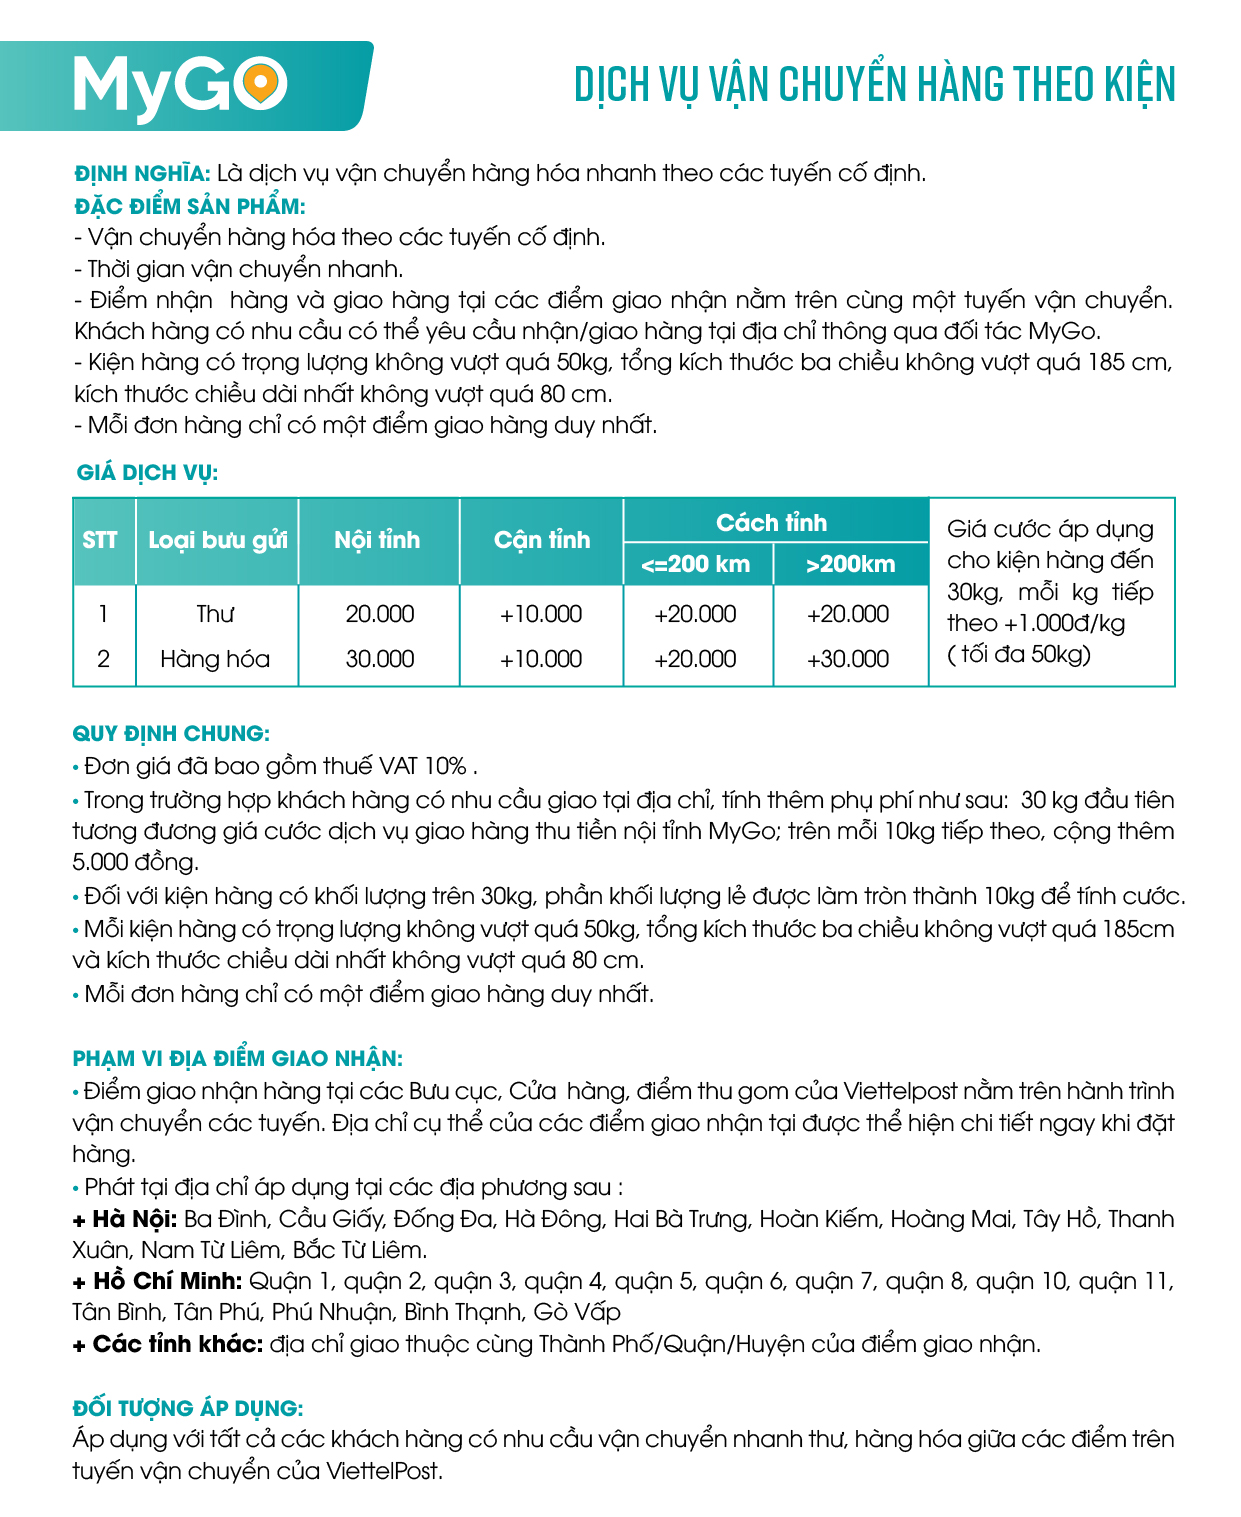 MyGO
DỊCH VỤ VẬN CHUYỂN HÀNG THEO KIỆN
ĐỊNH NGHĨA: Là dịch vụ vận chuyển hàng hóa nhanh theo các tuyến cố định.
ĐẶC ĐIỂM SẢN PHẨM:
- Vận chuyển hàng hóa theo các tuyến cố định.
- Thời gian vận chuyển nhanh.
- Điểm nhận hàng và giao hàng tại các điểm giao nhận nằm trên cùng một tuyến vận chuyển.
Khách hàng có nhu cầu có thể yêu cầu nhận/giao hàng tại địa chỉ thông qua đối tác MyGo.
- Kiện hàng có trọng lượng không vượt quá 50kg, tổng kích thước ba chiều không vượt quá 185 cm,
kích thước chiều dài nhất không vượt quá 80 cm.
- Mỗi đơn hàng chỉ có một điểm giao hàng duy nhất.
GIÁ DỊCH VỤ:
STT Loại bưu gửi Nội tỉnh Cận tỉnh Cách tỉnh
<=200 km >200km
1 Thư 20.000 +10.000 +20.000 +20.000
2 Hàng hóa 30.000 +10.000 +20.000 +30.000
Giá cước áp dụng
cho kiện hàng đến
30kg, mỗi kg tiếp
theo +1.000đ/kg
( tối đa 50kg)
QUY ĐỊNH CHUNG:
• Đơn giá đã bao gồm thuế VAT 10% .
• Trong trường hợp khách hàng có nhu cầu giao tại địa chỉ, tính thêm phụ phí như sau: 30 kg đầu tiên
tương đương giá cước dịch vụ giao hàng thu tiền nội tỉnh MyGo; trên mỗi 10kg tiếp theo, cộng thêm
5.000 đồng.
• Đối với kiện hàng có khối lượng trên 30kg, phần khối lượng lẻ được làm tròn thành 10kg để tính cước.
• Mỗi kiện hàng có trọng lượng không vượt quá 50kg, tổng kích thước ba chiều không vượt quá 185cm
và kích thước chiều dài nhất không vượt quá 80 cm.
• Mỗi đơn hàng chỉ có một điểm giao hàng duy nhất.
PHẠM VI ĐỊA ĐIỂM GIAO NHẬN:
• Điểm giao nhận hàng tại các Bưu cục, Cửa hàng, điểm thu gom của Viettelpost nằm trên hành trình
vận chuyển các tuyến. Địa chỉ cụ thể của các điểm giao nhận tại được thể hiện chi tiết ngay khi đặt
hàng.
• Phát tại địa chỉ áp dụng tại các địa phương sau :
+ Hà Nội: Ba Đình, Cầu Giấy, Đống Đa, Hà Đông, Hai Bà Trưng, Hoàn Kiếm, Hoàng Mai, Tây Hồ, Thanh
Xuân, Nam Từ Liêm, Bắc Từ Liêm.
+ Hồ Chí Minh: Quận 1, quận 2, quận 3, quận 4, quận 5, quận 6, quận 7, quận 8, quận 10, quận 11,
Tân Bình, Tân Phú, Phú Nhuận, Bình Thạnh, Gò Vấp
+ Các tỉnh khác: địa chỉ giao thuộc cùng Thành Phố/Quận/Huyện của điểm giao nhận.
ĐỐI TƯỢNG ÁP DỤNG:
Áp dụng với tất cả các khách hàng có nhu cầu vận chuyển nhanh thư, hàng hóa giữa các điểm trên
tuyến vận chuyển của ViettelPost.